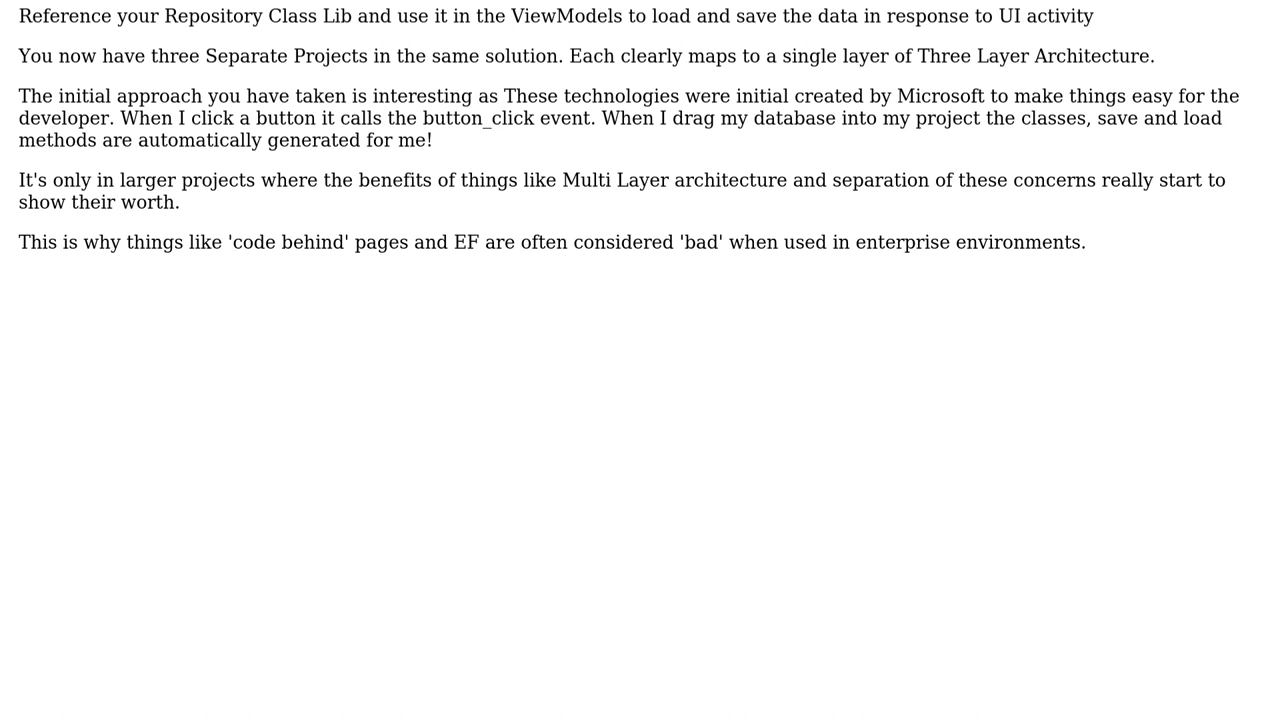 Reference your Repository Class Lib and use it in the ViewModels to load and save the data in response to UI activity
You now have three Separate Projects in the same solution. Each clearly maps to a single layer of Three Layer Architecture.
The initial approach you have taken is interesting as These technologies were initial created by Microsoft to make things easy for the
developer. When I click a button it calls the button_click event. When I drag my database into my project the classes, save and load
methods are automatically generated for me!
It's only in larger projects where the benefits of things like Multi Layer architecture and separation of these concerns really start to
show their worth.
This is why things like 'code behind' pages and EF are often considered 'bad' when used in enterprise environments.